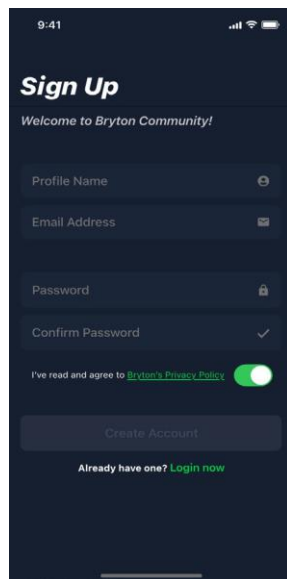 9:41
Sign Up
Welcome to Bryton Community!
Profile Name
Email Address
Password
Confirm Password
I've read and agree to Bryton's Privacy Policy
Create Account
Already have one? Login now